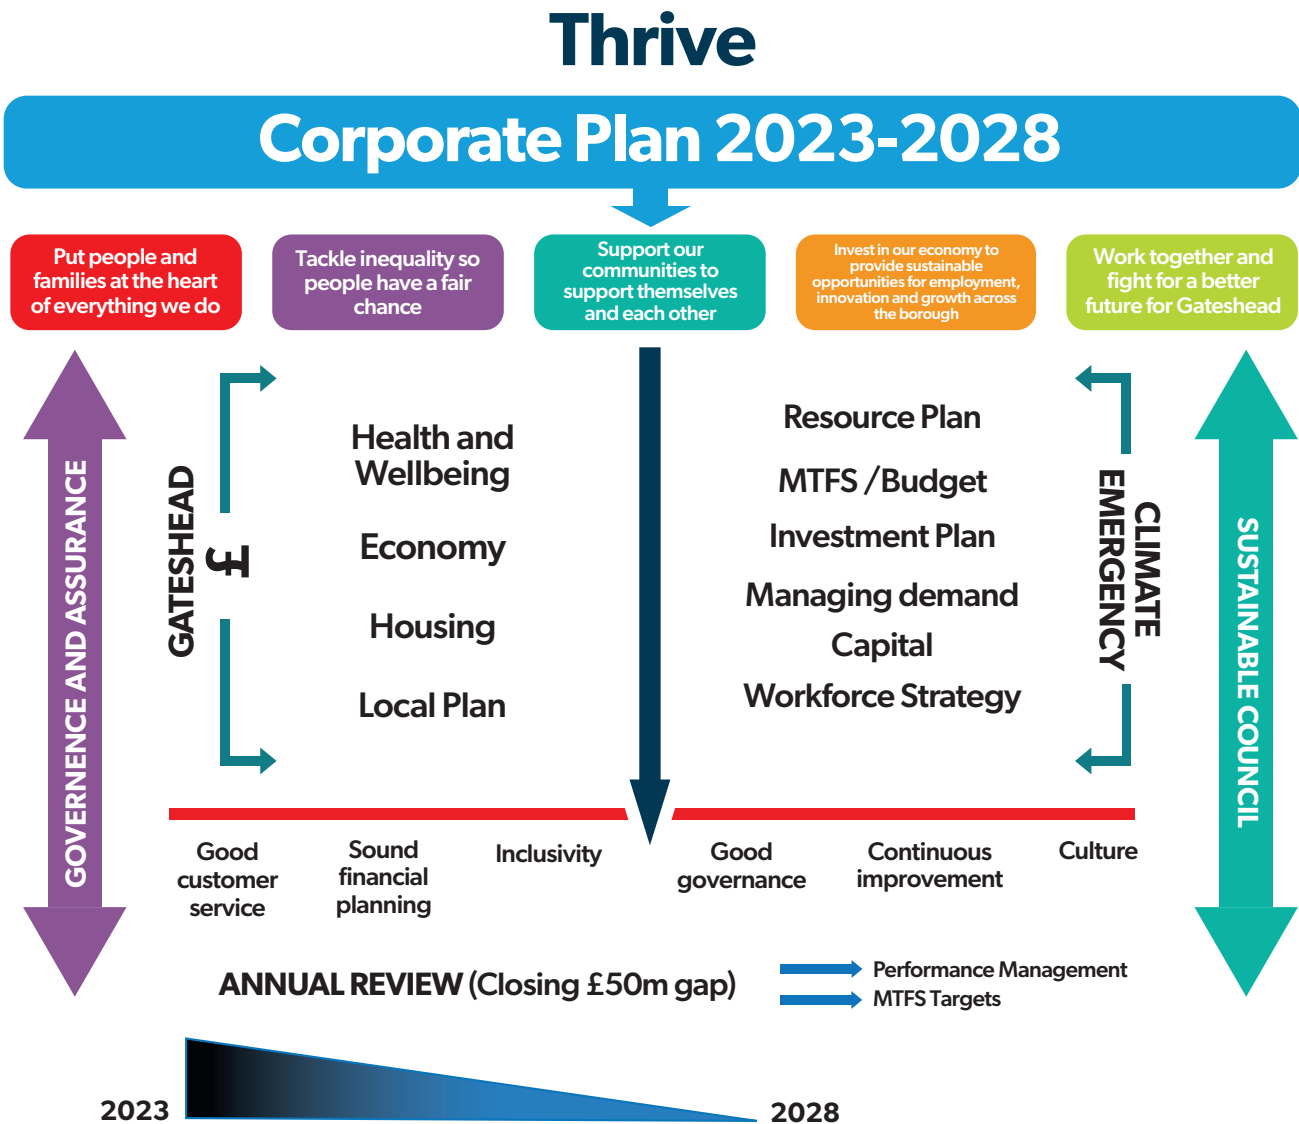 Thrive
Corporate Plan 2023-2028
Put people and
families at the heart
of everything we do
Tackle inequality so
people have a fair
chance
Support our
communities to
support themselves
and each other
Invest in our economy to
provide sustainable
opportunities for employment,
innovation and growth across
the borough
Work together and
fight for a better
future for Gateshead
GOVERNENCE AND ASSURANCE
GATESHEAD
£
Health and
Wellbeing
Economy
Housing
Local Plan
Resource Plan
MTFS /Budget
Investment Plan
Managing demand
Capital
Workforce Strategy
CLIMATE
EMERGENCY
SUSTAINABLE COUNCIL
Good
customer
service
Sound
financial
planning
Inclusivity
Good
governance
Continuous
improvement
Culture
ANNUAL REVIEW (Closing £50m gap)
Performance Management
MTFS Targets
2023
2028